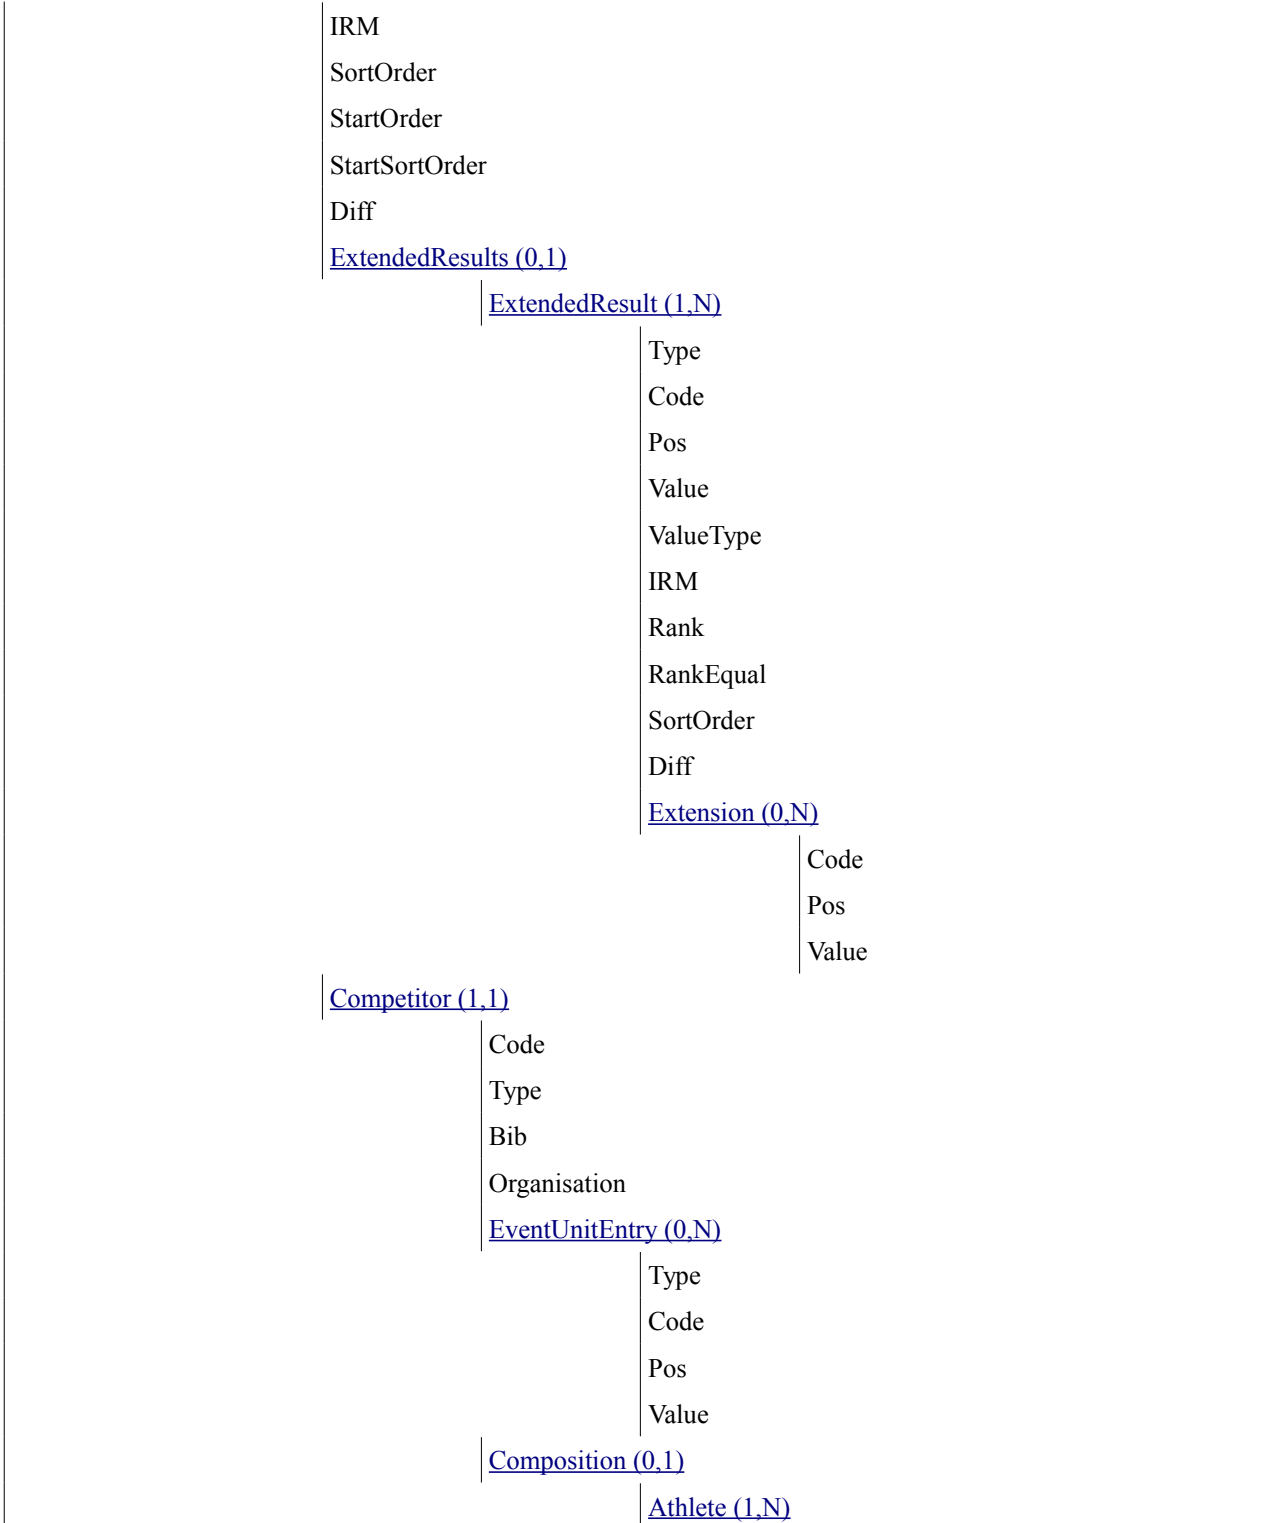 IRM
SortOrder
StartOrder
StartSortOrder
Diff
ExtendedResults (0,1)
ExtendedResult (1,N)
Type
Code
Pos
Value
ValueType
IRM
Rank
RankEqual
SortOrder
Diff
Extension (0,N)
Code
Pos
Value
Competitor (1,1)
Code
Type
Bib
Organisation
EventUnitEntry (0,N)
Type
Code
Pos
Value
Composition (0,1)
Athlete (1,N)